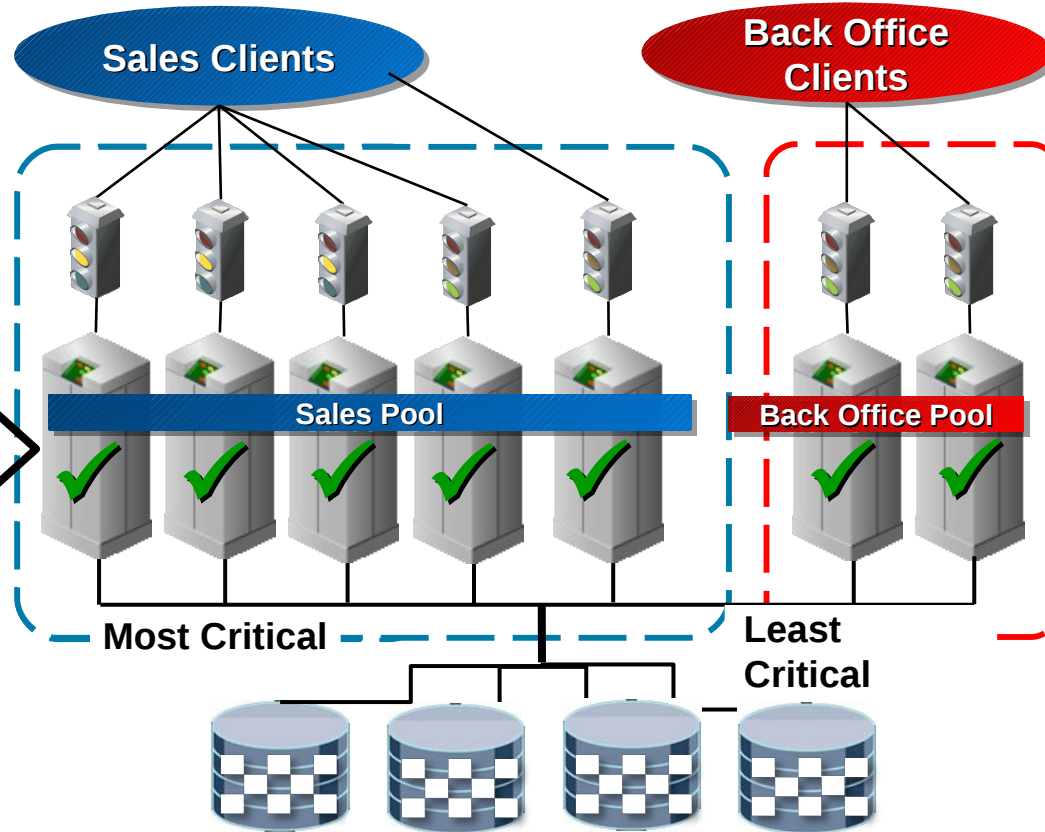 Sales Clients
Back Office
Clients
Sales Pool
Back Office Pool
Most Critical
Least
Critical